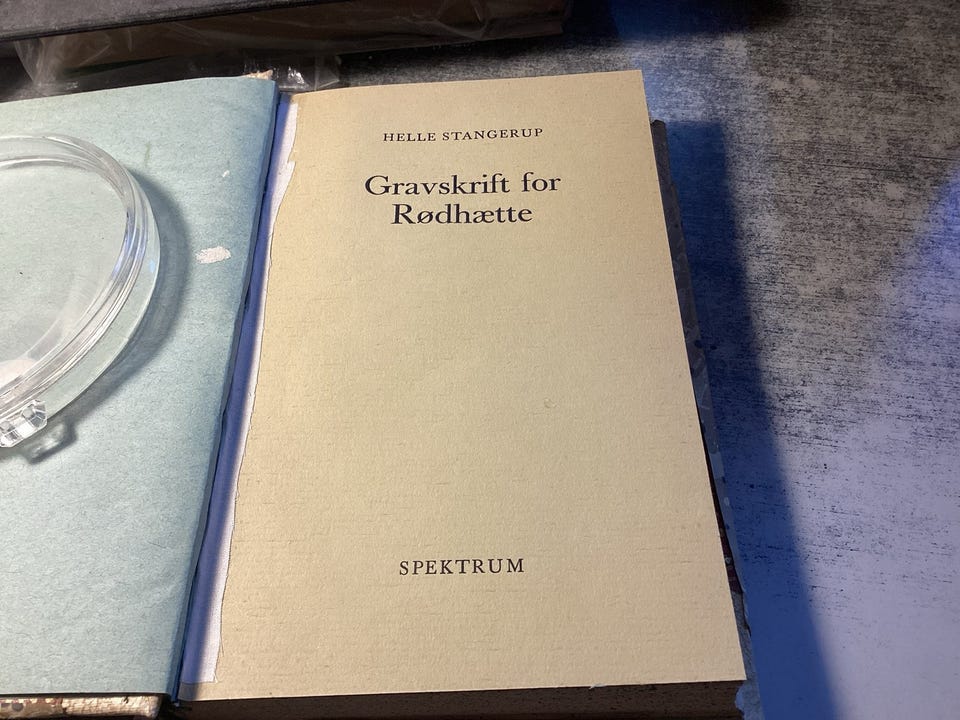 HELLE STANGERUP
Gravskrift for
Rødhætte
SPEKTRUM